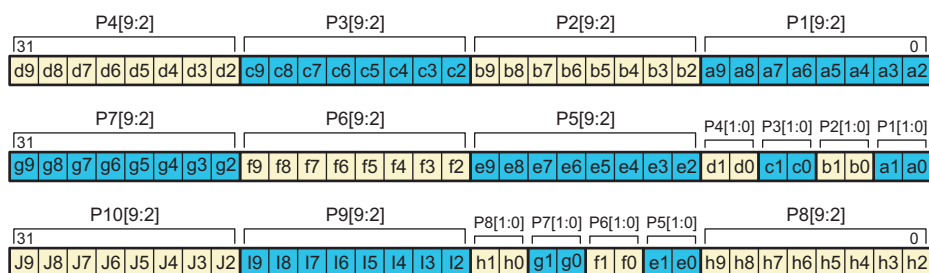 P4[9:2] P3[9:2] P2[9:2] P1[9:2]
31 0
d9 d8 d7 d6 d5 d4 d3 d2 c9 c8 c7 c6 c5 c4 c3 c2 b9 b8 b7 b6 b5 b4 b3 b2 a9 a8 a7 a6 a5 a4 a3 a2
P7[9:2] P6[9:2] P5[9:2] P4[1:0] P3[1:0] P2[1:0] P1[1:0]
31
g9 g8 g7 g6 g5 g4 g3 g2 f9 f8 f7 f6 f5 f4 f3 f2 e9 e8 e7 e6 e5 e4 e3 e2 d1 d0 c1 c0 b1 b0 a1 a0
P10[9:2] P9[9:2] P8[1:0] P7[1:0] P6[1:0] P5[1:0] P8[9:2]
31 0
J9 J8 J7 J6 J5 J4 J3 J2 I9 I8 I7 I6 I5 I4 I3 I2 h1 h0 g1 g0 f1 f0 e1 e0 h9 h8 h7 h6 h5 h4 h3 h2